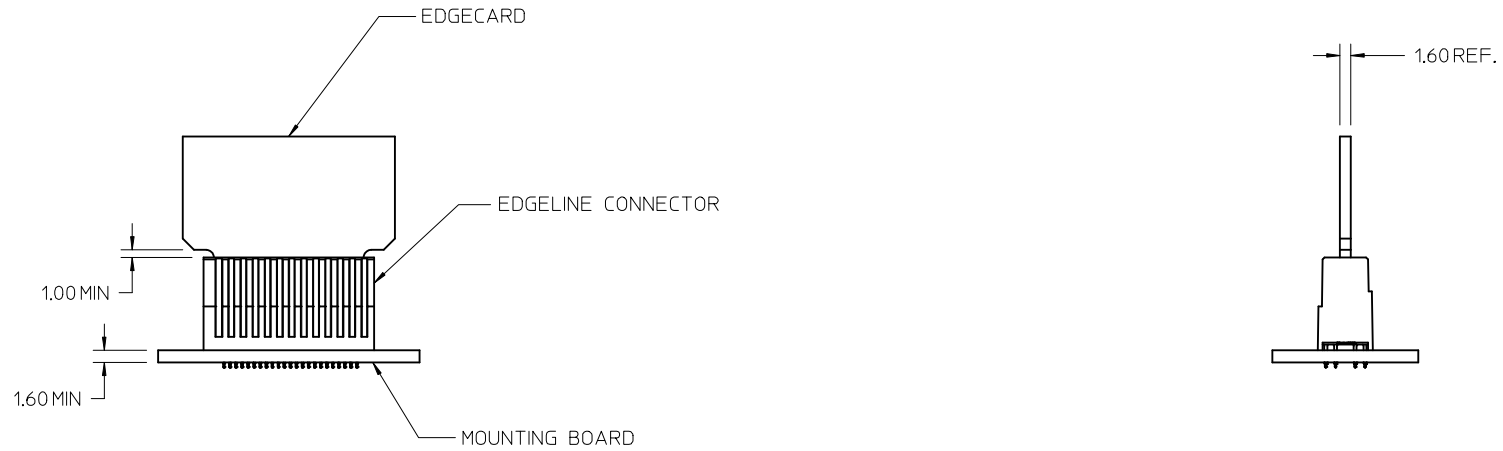 EDGECARD
1.60 REF.
EDGELINE CONNECTOR
1.00 MIN
1.60 MIN
MOUNTING BOARD